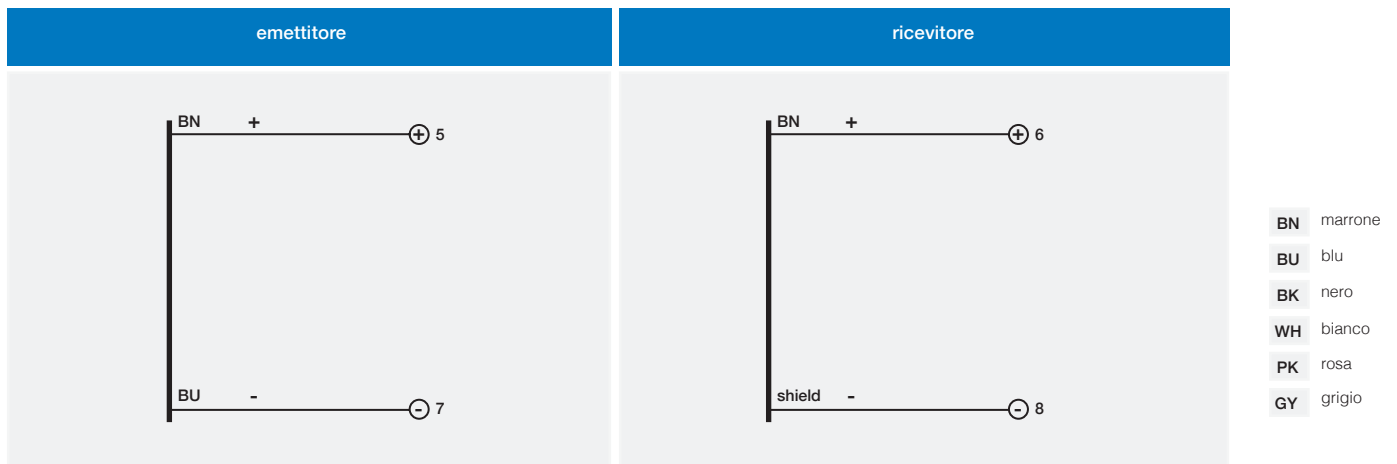 emettitore
ricevitore
BN + 5
BU - 7
BN + 6
shield - 8
BN marrone
BU blu
BK nero
WH bianco
PK rosa
GY grigio